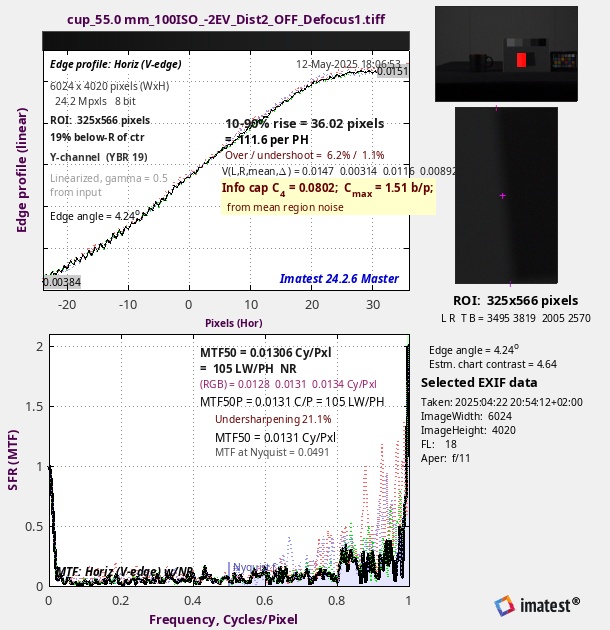 cup_55.0 mm_100ISO_-2EV_Dist2_OFF_Defocus1.tiff
Edge profile: Horiz (V-edge)
12-May-2025 18:06:53
0.0151
6024 x 4020 pixels (WxH)
24.2 Mpxls 8 bit
ROI: 325x566 pixels
19% below-R of ctr
Y-channel (YBR 19)
Linearized, gamma = 0.5
from input
Edge angle = 4.24⁰
10-90% rise = 36.02 pixels
= 111.6 per PH
Over / undershoot = 6.2% / 1.1%
V(L,R,mean,Δ) = 0.0147 0.00314 0.0116 0.00892
Info cap C4 = 0.0802; Cmax = 1.51 b/p;
from mean region noise
0.00384
Imatest 24.2.6 Master
Edge profile (linear)
-20 -10 0 10 20 30
Pixels (Hor)
ROI: 325x566 pixels
L R T B = 3495 3819 2005 2570
Edge angle = 4.24⁰
Estm. chart contrast = 4.64
Selected EXIF data
Taken: 2025:04:22 20:54:12+02:00
ImageWidth: 6024
ImageHeight: 4020
FL: 18
Aper: f/11
MTF50 = 0.01306 Cy/Pxl
= 105 LW/PH NR
(RGB) = 0.0128 0.0131 0.0134 Cy/Pxl
MTF50P = 0.0131 C/P = 105 LW/PH
Undersharpening 21.1%
MTF50 = 0.0131 Cy/Pxl
MTF at Nyquist = 0.0491
2
1.5
1
0.5
0
SFR (MTF)
MTF: Horiz (V-edge) w/NR
Nyquist f
0 0.2 0.4 0.6 0.8 1
Frequency, Cycles/Pixel
imatest®